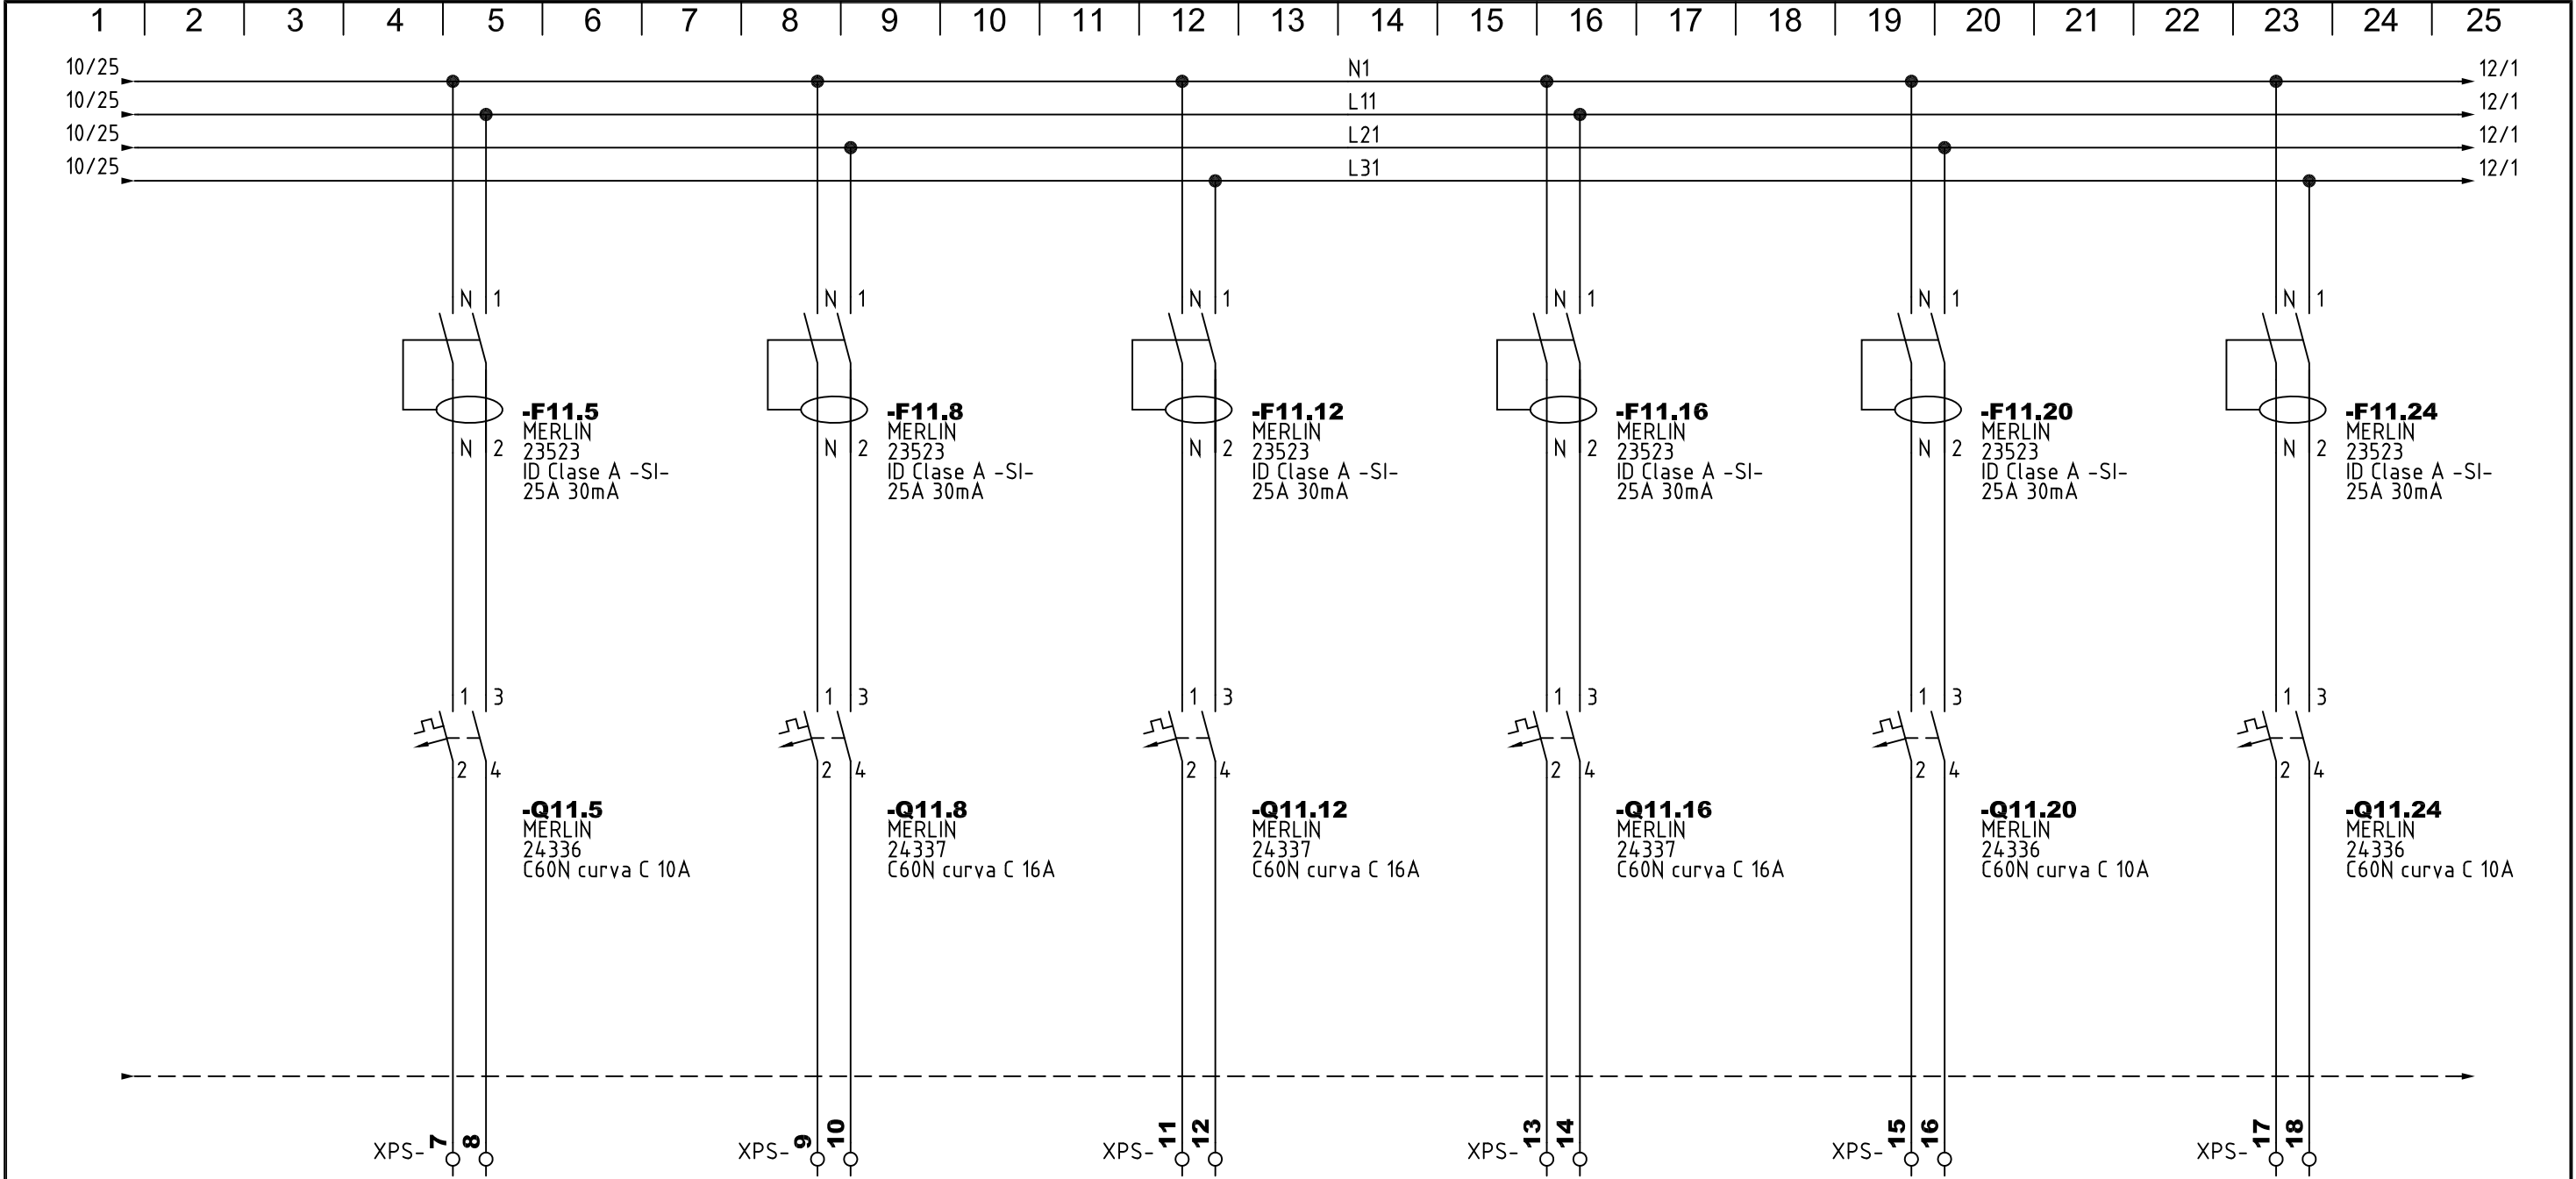 1 2 3 4 5 6 7 8 9 10 11 12 13 14 15 16 17 18 19 20 21 22 23 24 25
10/25 N1 12/1
10/25 L11 12/1
10/25 L21 12/1
10/25 L31 12/1
N 1 N 1 N 1 N 1 N 1 N 1
-F11.5 -F11.8 -F11.12 -F11.16 -F11.20 -F11.24
MERLIN MERLIN MERLIN MERLIN MERLIN MERLIN
N 2 23523 N 2 23523 N 2 23523 N 2 23523 N 2 23523 N 2 23523
ID Clase A -SI- ID Clase A -SI- ID Clase A -SI- ID Clase A -SI- ID Clase A -SI- ID Clase A -SI-
25A 30mA 25A 30mA 25A 30mA 25A 30mA 25A 30mA 25A 30mA
1 3 1 3 1 3 1 3 1 3 1 3
2 4 2 4 2 4 2 4 2 4 2 4
-Q11.5 -Q11.8 -Q11.12 -Q11.16 -Q11.20 -Q11.24
MERLIN MERLIN MERLIN MERLIN MERLIN MERLIN
24336 24337 24337 24337 24336 24336
C60N curva C 10A C60N curva C 16A C60N curva C 16A C60N curva C 16A C60N curva C 10A C60N curva C 10A
XPS- 7 8 XPS- 9 10 XPS- 11 12 XPS- 13 14 XPS- 15 16 XPS- 17 18